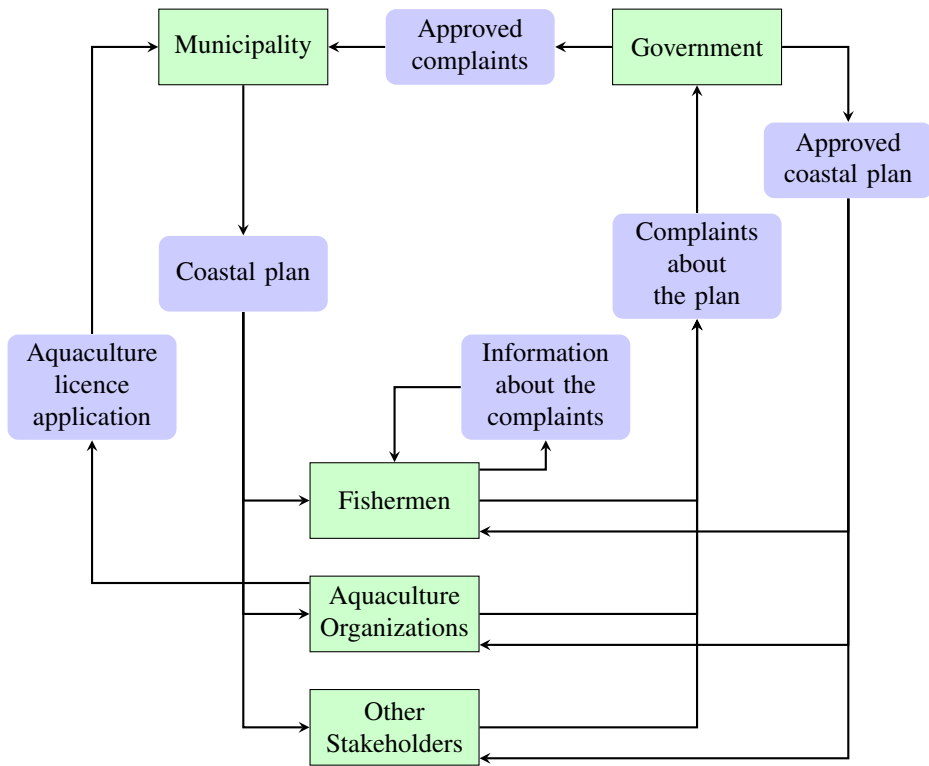 Municipality
Approved
complaints
Government
Approved
coastal plan
Complaints
about
the plan
Coastal plan
Aquaculture
licence
application
Information
about the
complaints
Fishermen
Aquaculture
Organizations
Other
Stakeholders